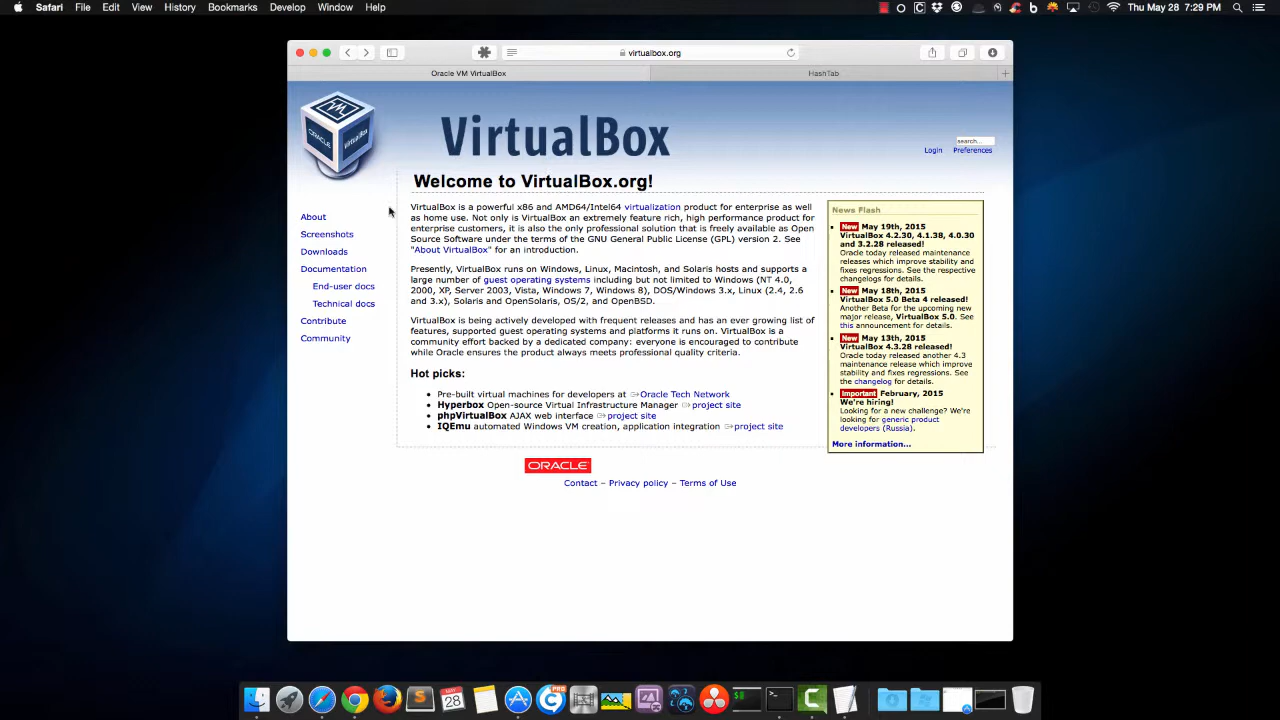 Safari File Edit View History Bookmarks Develop Window Help Thu May 28 7:29 PM
virtualbox.org
Oracle VM VirtualBox HashTab
VirtualBox
search...
Login Preferences
Welcome to VirtualBox.org!
About
Screenshots
Downloads
Documentation
End-user docs
Technical docs
Contribute
Community
VirtualBox is a powerful x86 and AMD64/Intel64 virtualization product for enterprise as well
as home use. Not only is VirtualBox an extremely feature rich, high performance product for
enterprise customers, it is also the only professional solution that is freely available as Open
Source Software under the terms of the GNU General Public License (GPL) version 2. See
"About VirtualBox" for an introduction.
Presently, VirtualBox runs on Windows, Linux, Macintosh, and Solaris hosts and supports a
large number of guest operating systems including but not limited to Windows (NT 4.0,
2000, XP, Server 2003, Vista, Windows 7, Windows 8), DOS/Windows 3.x, Linux (2.4, 2.6
and 3.x), Solaris and OpenSolaris, OS/2, and OpenBSD.
VirtualBox is being actively developed with frequent releases and has an ever growing list of
features, supported guest operating systems and platforms it runs on. VirtualBox is a
community effort backed by a dedicated company: everyone is encouraged to contribute
while Oracle ensures the product always meets professional quality criteria.
Hot picks:
Pre-built virtual machines for developers at Oracle Tech Network
Hyperbox Open-source Virtual Infrastructure Manager project site
phpVirtualBox AJAX web interface project site
IQEmu automated Windows VM creation, application integration project site
News Flash
New May 19th, 2015
VirtualBox 4.2.30, 4.1.38, 4.0.30
and 3.2.28 released!
Oracle today released maintenance
releases which improve stability and
fixes regressions. See the respective
changelogs for details.
New May 18th, 2015
VirtualBox 5.0 Beta 4 released!
Another Beta for the upcoming new
major release, VirtualBox 5.0. See
this announcement for details.
New May 13th, 2015
VirtualBox 4.3.28 released!
Oracle today released another 4.3
maintenance release which improve
stability and fixes regressions. See
the changelog for details.
Important February, 2015
We're hiring!
Looking for a new challenge? We're
looking for generic product
developers (Russia).
More information...
ORACLE
Contact – Privacy policy – Terms of Use